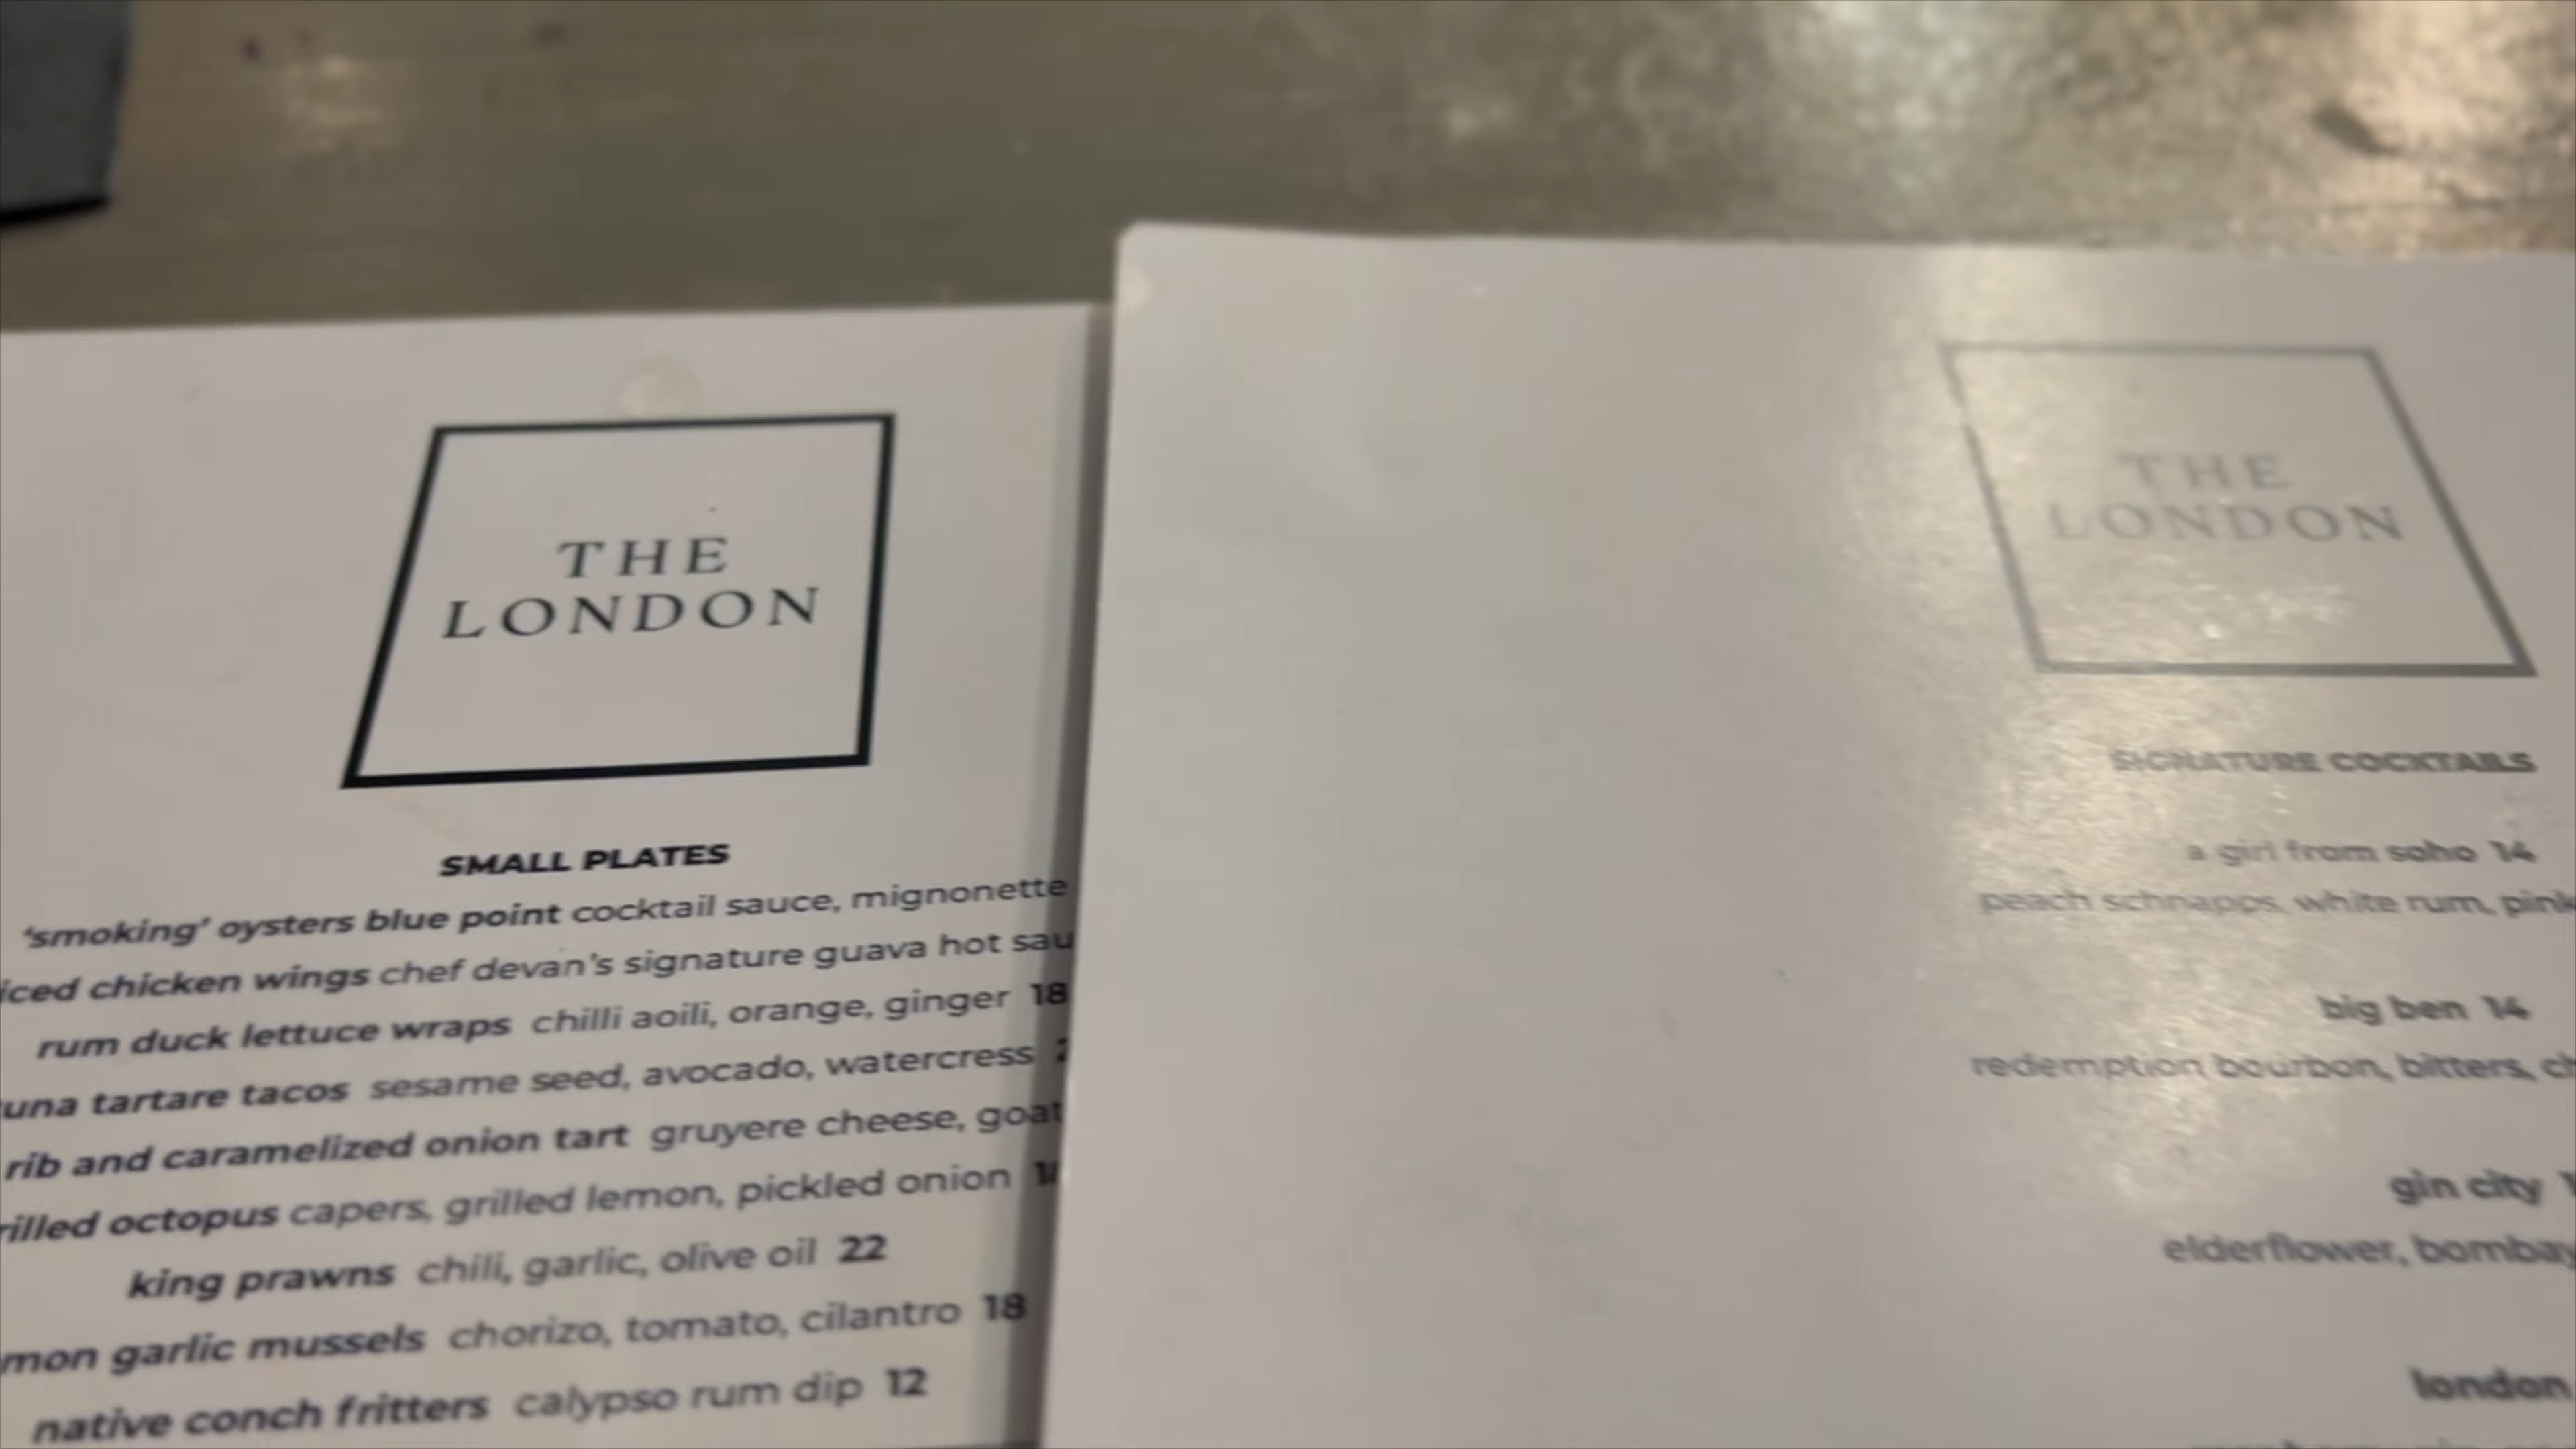 THE
LONDON
SMALL PLATES
‘smoking’ oysters blue point cocktail sauce, mignonette
chicken wings chef devan's signature guava hot
rum duck lettuce wraps chilli aoili, orange, ginger 18
tartare tacos sesame seed, avocado, watercress
rib and caramelized onion tart gruyere cheese, goat
octopus capers, grilled lemon, pickled onion
king prawns chili, garlic, olive oil 22
garlic mussels chorizo, tomato, cilantro 18
native conch fritters calypso rum dip 12
THE
LONDON
SIGNATURE COCKTAILS
a girl from soho 14
peach schnapps, white rum,
big ben 14
redemption bourbon, bitters,
gin city
elderflower, bombay
london